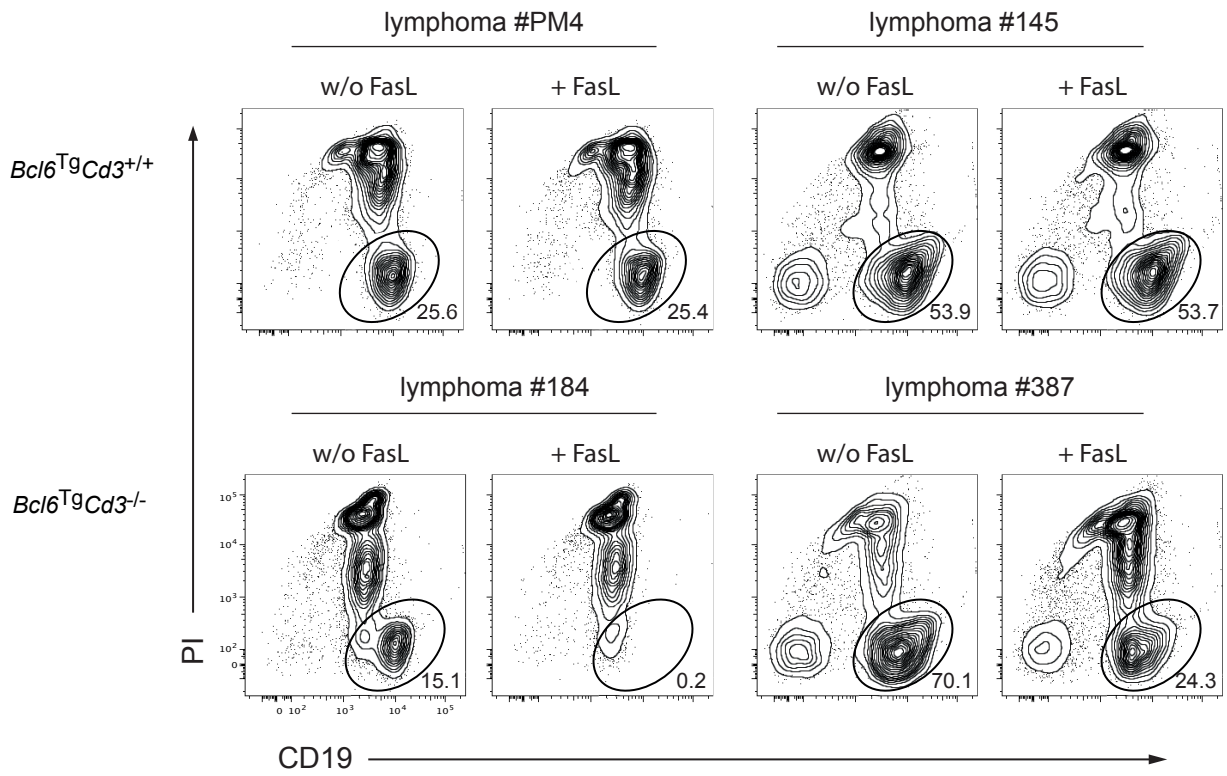 lymphoma #PM4 lymphoma #145
w/o FasL + FasL w/o FasL + FasL
Bcl6TgCd3+/+
25.6 25.4 53.9 53.7
lymphoma #184 lymphoma #387
w/o FasL + FasL w/o FasL + FasL
Bcl6TgCd3-/-
10⁵
10⁴
10³
10²
0
PI
15.1 0.2 70.1 24.3
0 10² 10³ 10⁴ 10⁵
CD19